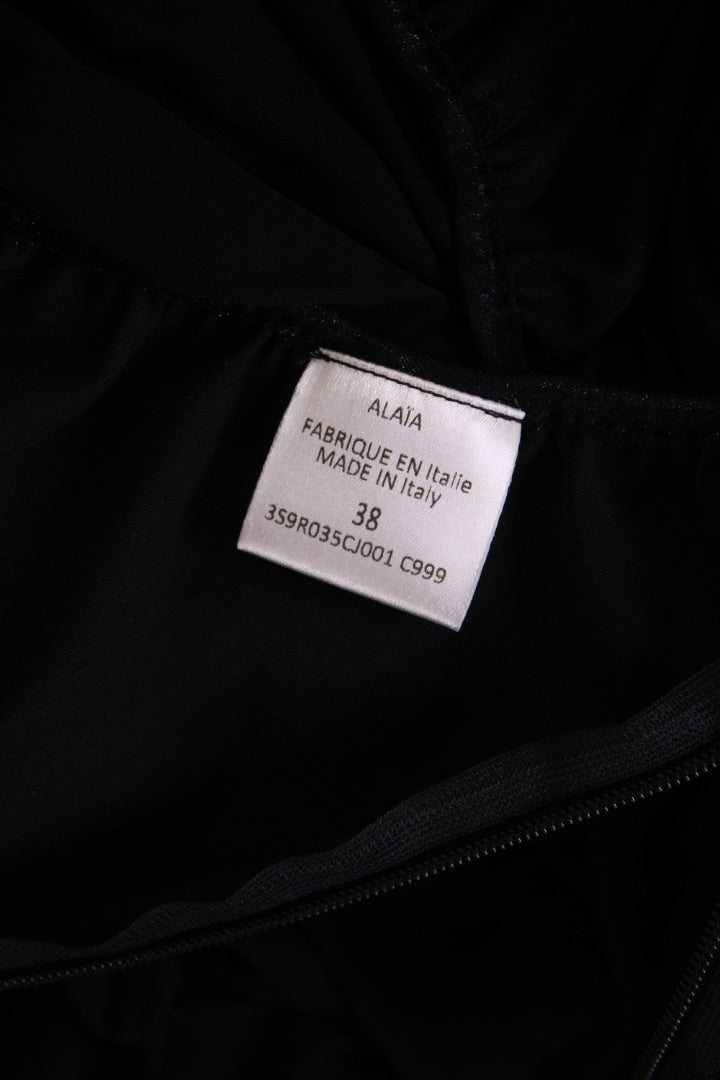 ALAÏA
FABRIQUE EN Italie
MADE IN Italy
38
3S9R035CJ001 C999